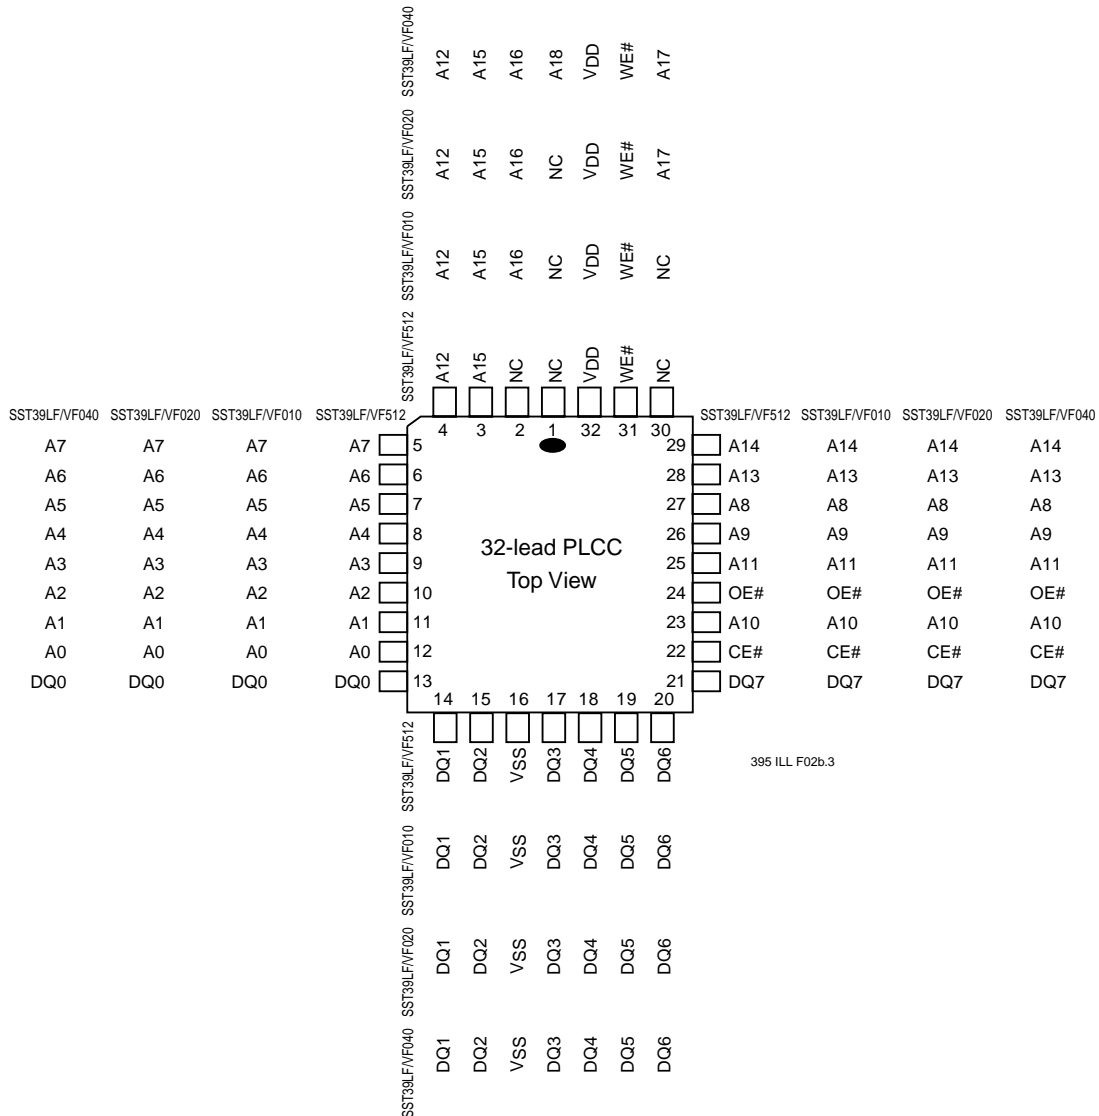 SST39LF/VF040 A12 A15 A16 A18 VDD WE# A17
SST39LF/VF020 A12 A15 A16 NC VDD WE# A17
SST39LF/VF010 A12 A15 A16 NC VDD WE# NC
SST39LF/VF512 A12 A15 NC NC VDD WE# NC
SST39LF/VF040 SST39LF/VF020 SST39LF/VF010 SST39LF/VF512 SST39LF/VF512 SST39LF/VF010 SST39LF/VF020 SST39LF/VF040
4 3 2 1 32 31 30
A7 A7 A7 A7 5 29 A14 A14 A14 A14
A6 A6 A6 A6 6 28 A13 A13 A13 A13
A5 A5 A5 A5 7 27 A8 A8 A8 A8
A4 A4 A4 A4 8 26 A9 A9 A9 A9
32-lead PLCC
A3 A3 A3 A3 9 25 A11 A11 A11 A11
Top View
A2 A2 A2 A2 10 24 OE# OE# OE# OE#
A1 A1 A1 A1 11 23 A10 A10 A10 A10
A0 A0 A0 A0 12 22 CE# CE# CE# CE#
DQ0 DQ0 DQ0 DQ0 13 21 DQ7 DQ7 DQ7 DQ7
14 15 16 17 18 19 20
SST39LF/VF512 DQ1 DQ2 VSS DQ3 DQ4 DQ5 DQ6
395 ILL F02b.3
SST39LF/VF010 DQ1 DQ2 VSS DQ3 DQ4 DQ5 DQ6
SST39LF/VF020 DQ1 DQ2 VSS DQ3 DQ4 DQ5 DQ6
SST39LF/VF040 DQ1 DQ2 VSS DQ3 DQ4 DQ5 DQ6